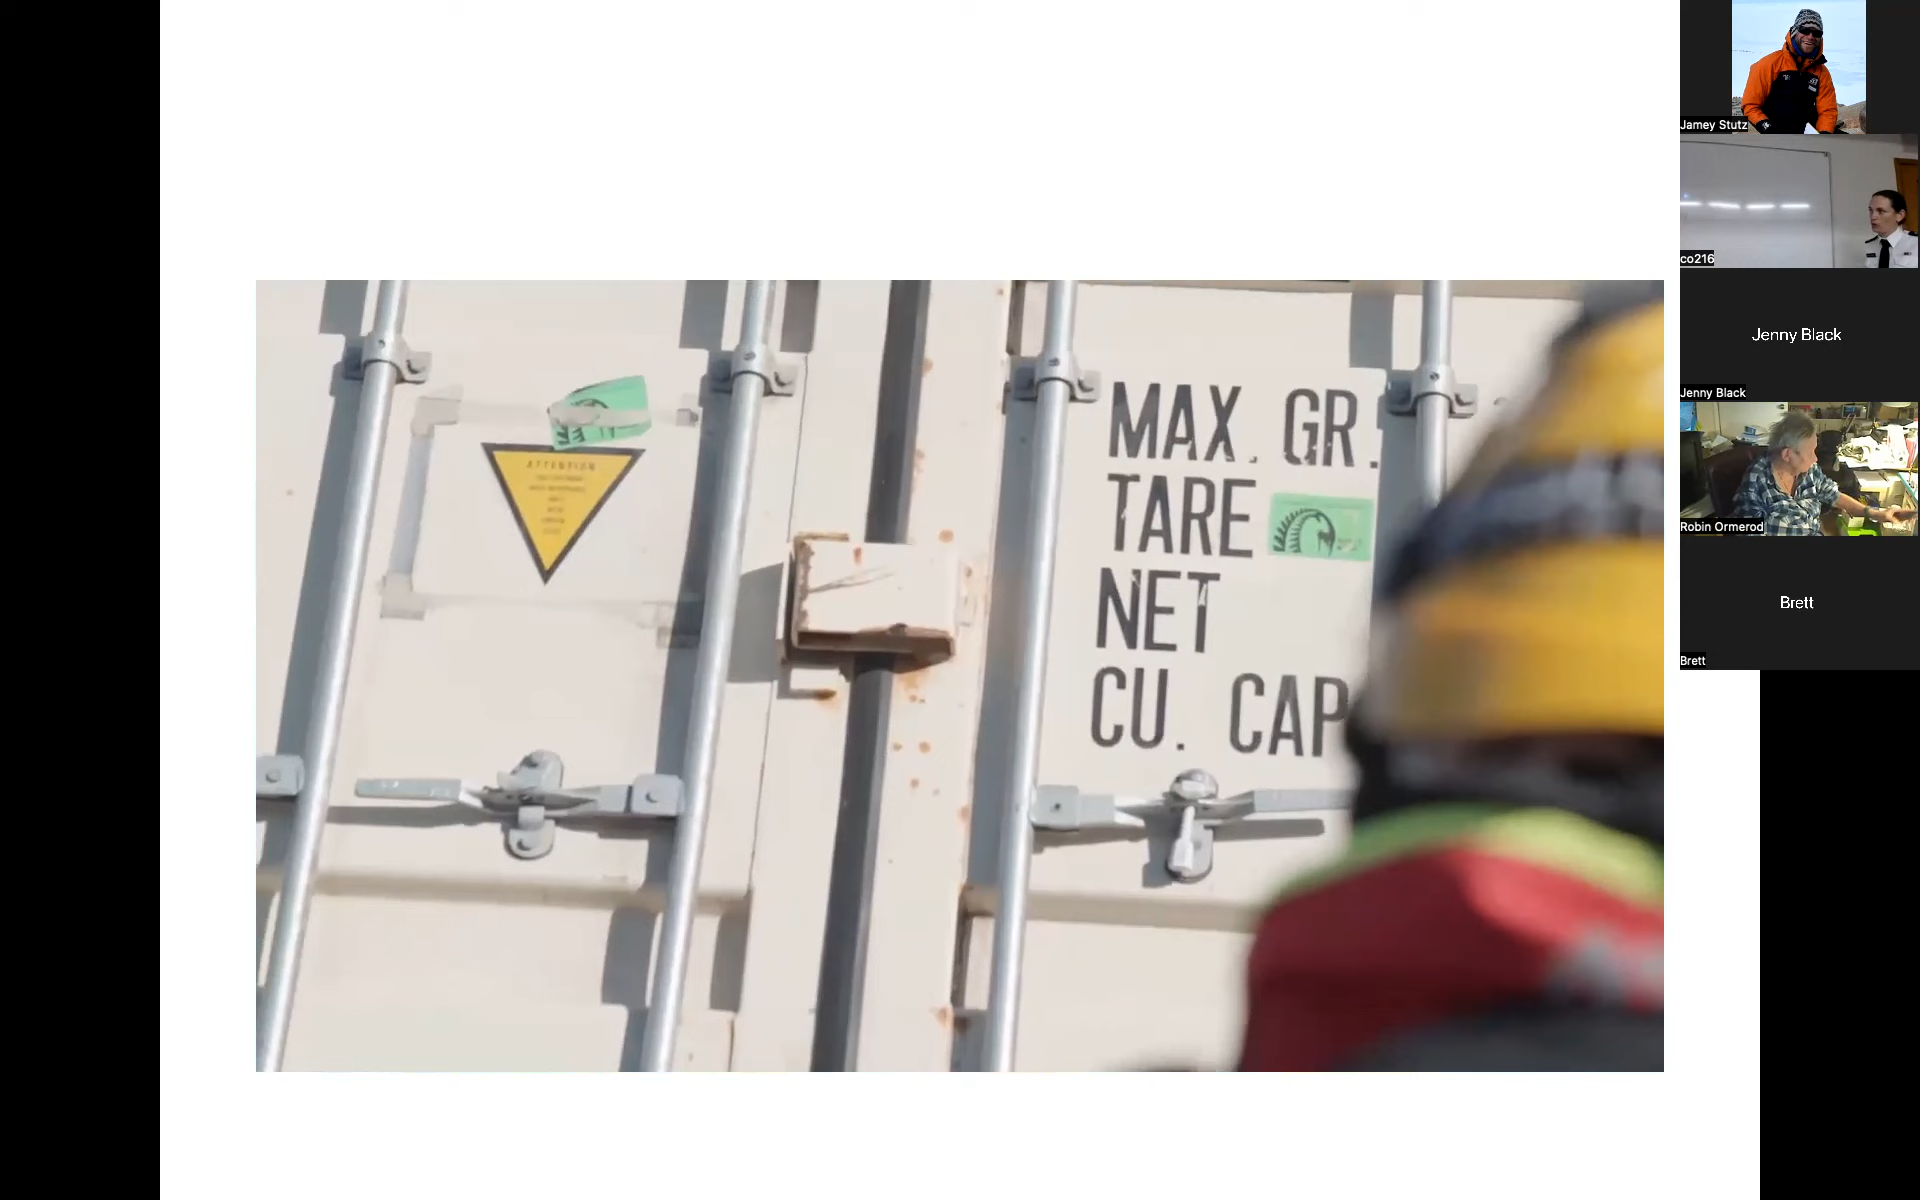 ATTENTION
MAX. GR.
TARE
NET
CU. CAP
Jamey Stutz
co216
Jenny Black
Jenny Black
Robin Ormerod
Brett
Brett